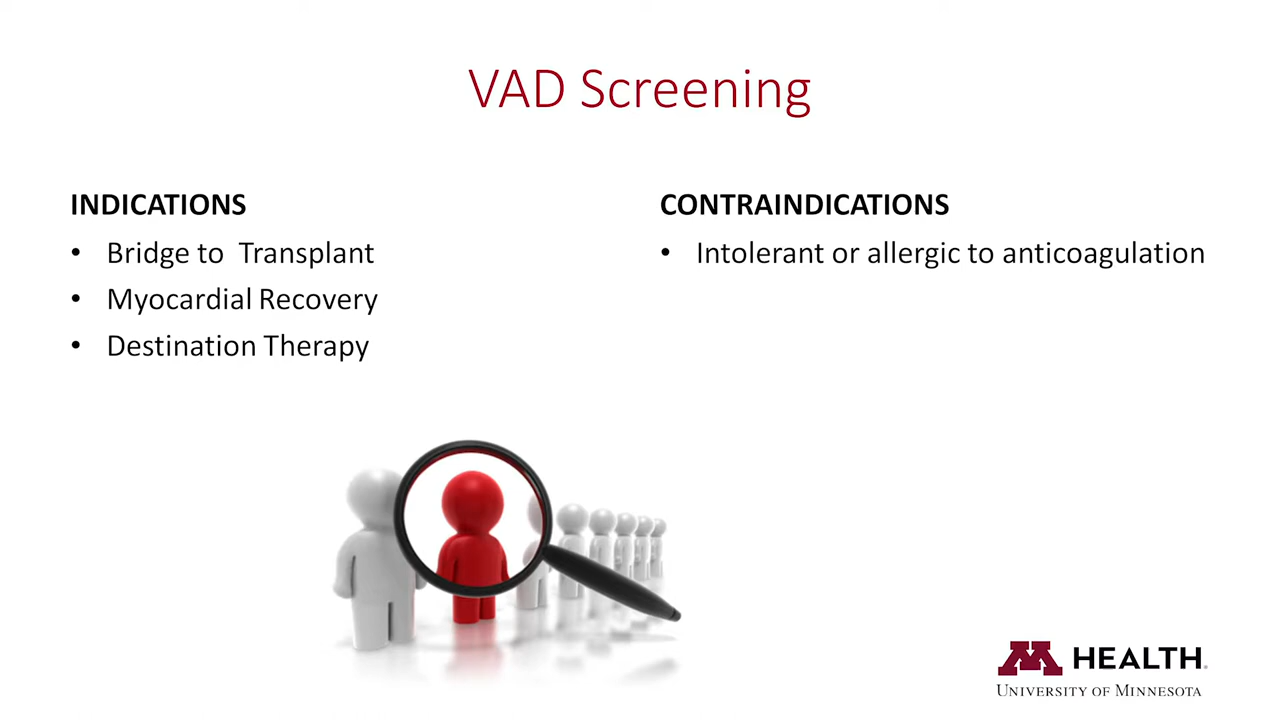 VAD Screening
INDICATIONS
• Bridge to  Transplant
• Myocardial Recovery
• Destination Therapy
CONTRAINDICATIONS
• Intolerant or allergic to anticoagulation
M HEALTH
UNIVERSITY OF MINNESOTA